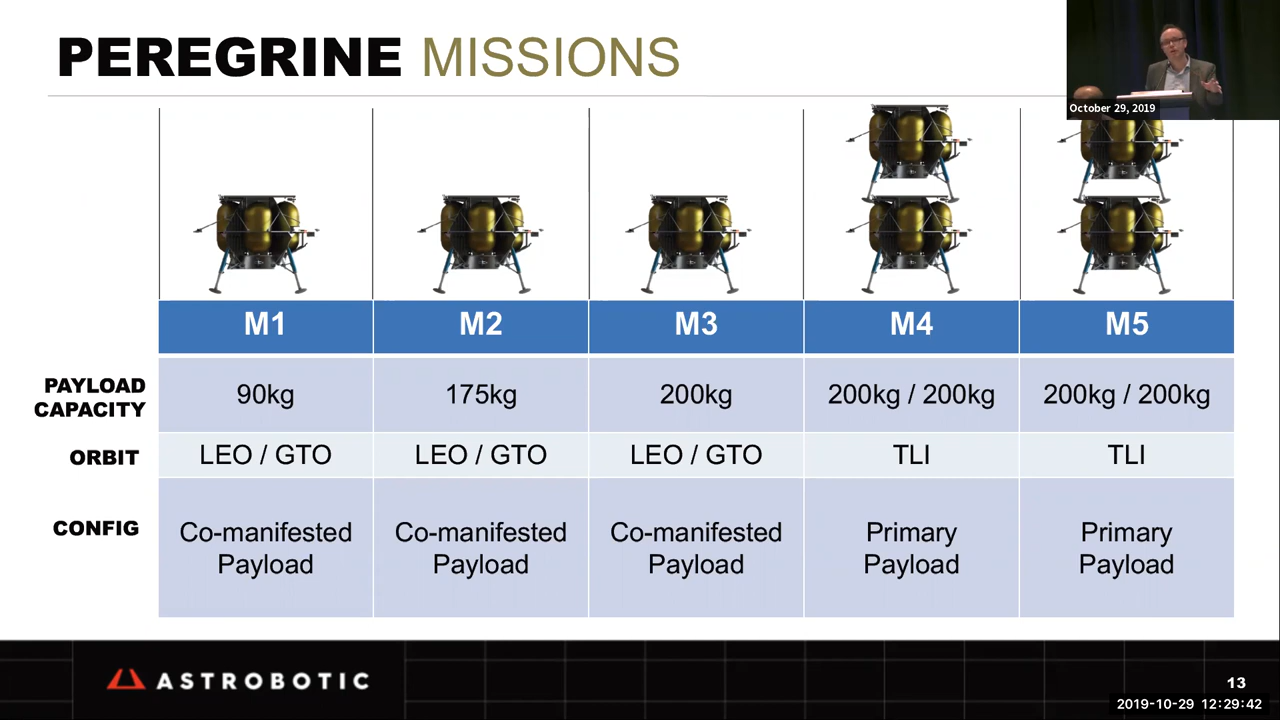 PEREGRINE MISSIONS
October 29, 2019
M1 M2 M3 M4 M5
PAYLOAD
CAPACITY
90kg 175kg 200kg 200kg / 200kg 200kg / 200kg
ORBIT LEO / GTO LEO / GTO LEO / GTO TLI TLI
CONFIG
Co-manifested Co-manifested Co-manifested Primary Primary
Payload Payload Payload Payload Payload
ASTROBOTIC
13
2019-10-29 12:29:42